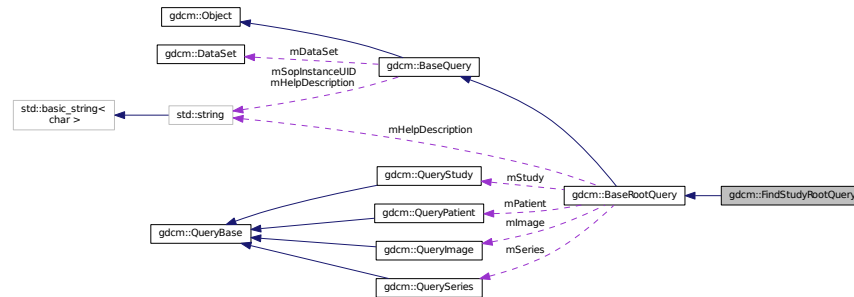 gdcm::Object
gdcm::DataSet
mDataSet
gdcm::BaseQuery
mSopInstanceUID
mHelpDescription
std::basic_string<
char >
std::string
mHelpDescription
gdcm::QueryStudy
mStudy
gdcm::BaseRootQuery
gdcm::FindStudyRootQuery
mPatient
gdcm::QueryPatient
mImage
gdcm::QueryBase
gdcm::QueryImage
mSeries
gdcm::QuerySeries